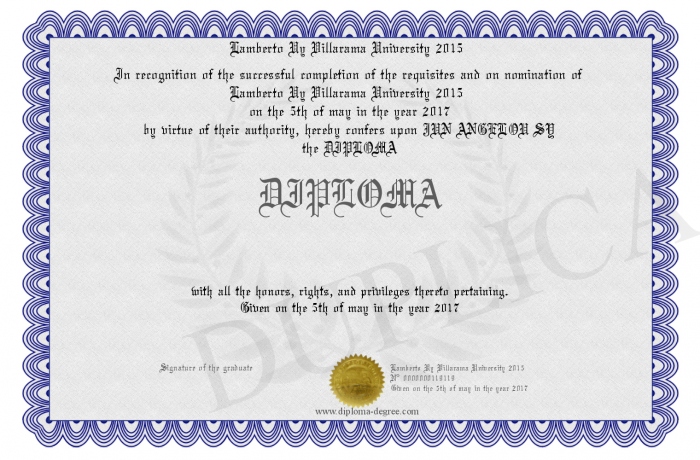 Lamberto Uy Villarama University 2015
In recognition of the successful completion of the requisites and on nomination of
Lamberto Uy Villarama University 2015
on the 5th of may in the year 2017
by virtue of their authority, hereby confers upon JUN ANGELOU SY
the DIPLOMA
DIPLOMA
DUPLICA
with all the honors, rights, and privileges thereto pertaining.
Given on the 5th of may in the year 2017
Signature of the graduate
Lamberto Uy Villarama University 2015
Nº 0000000119119
Given on the 5th of may in the year 2017
www.diploma-degree.com